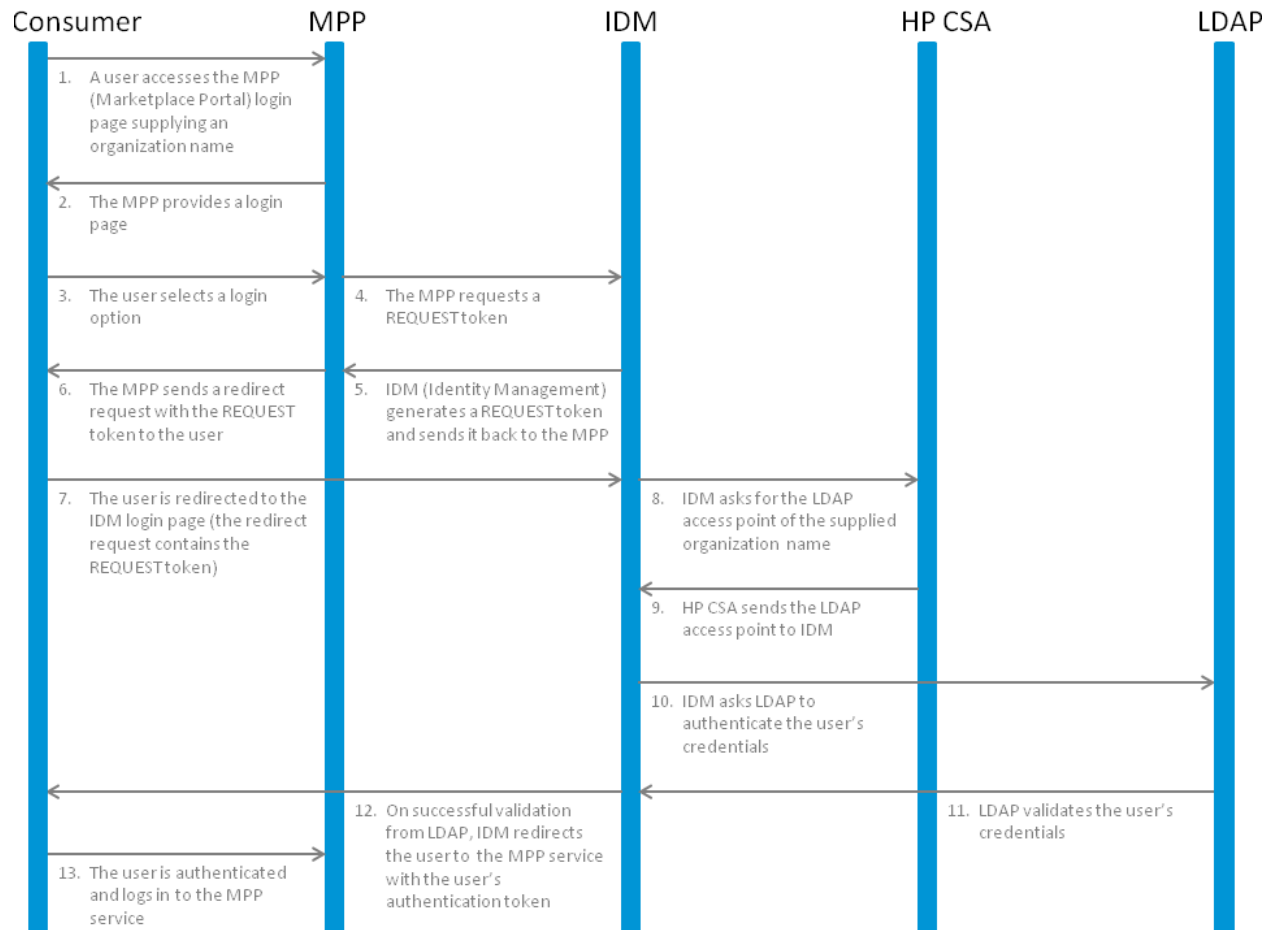 Consumer
MPP
IDM
HP CSA
LDAP
1. A user accesses the MPP
(Marketplace Portal) login
page supplying an
organization name
2. The MPP provides a login
page
3. The user selects a login
option
4. The MPP requests a
REQUEST token
6. The MPP sends a redirect
request with the REQUEST
token to the user
5. IDM (Identity Management)
generates a REQUEST token
and sends it back to the MPP
7. The user is redirected to the
IDM login page (the redirect
request contains the
REQUEST token)
8. IDM asks for the LDAP
access point of the supplied
organization name
9. HP CSA sends the LDAP
access point to IDM
10. IDM asks LDAP to
authenticate the user's
credentials
12. On successful validation
from LDAP, IDM redirects
the user to the MPP service
with the user's
authentication token
11. LDAP validates the user's
credentials
13. The user is authenticated
and logs in to the MPP
service